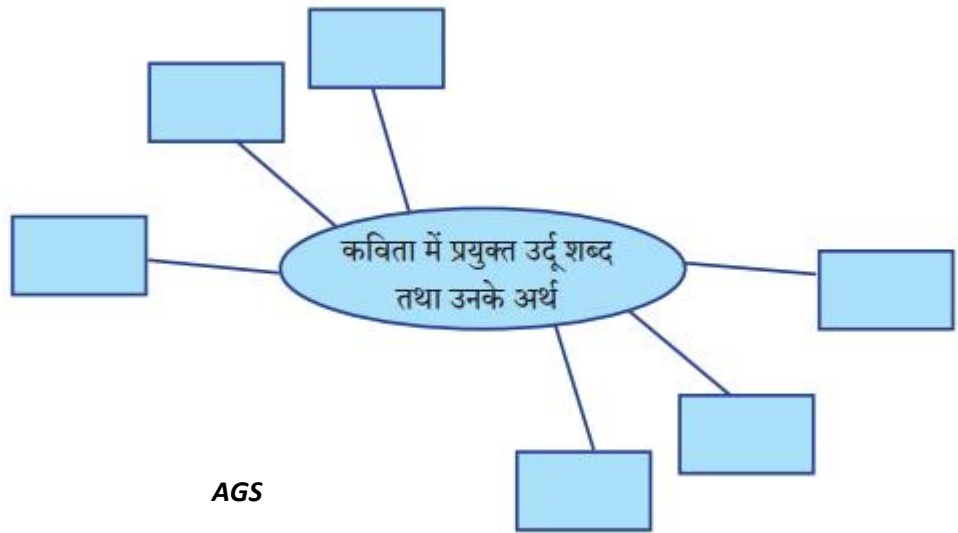 कविता में प्रयुक्त उर्दू शब्द
तथा उनके अर्थ
AGS